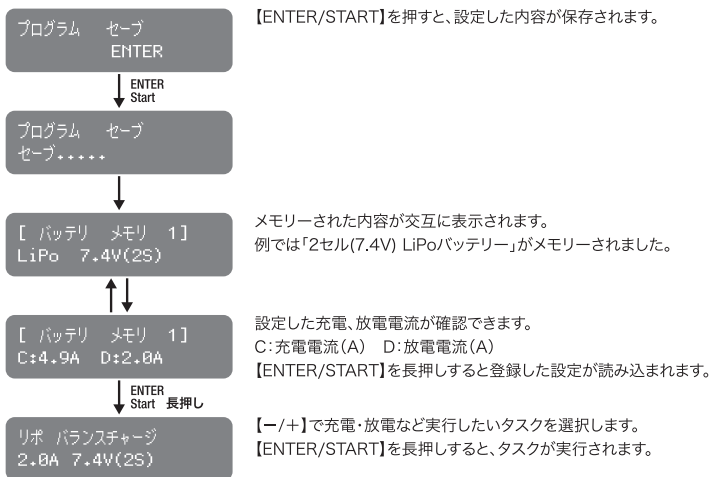 プログラム セーブ
ENTER
【ENTER/START】を押すと、設定した内容が保存されます。
ENTER
Start
プログラム セーブ
セーブ.....
[ バッテリ メモリ 1]
LiPo 7.4V(2S)
メモリーされた内容が交互に表示されます。
例では「2セル(7.4V) LiPoバッテリー」がメモリーされました。
[ バッテリ メモリ 1]
C:4.9A D:2.0A
設定した充電、放電電流が確認できます。
C:充電電流(A) D:放電電流(A)
【ENTER/START】を長押しすると登録した設定が読み込まれます。
ENTER
Start 長押し
リポ バランスチャージ
2.0A 7.4V(2S)
【−/+】で充電・放電など実行したいタスクを選択します。
【ENTER/START】を長押しすると、タスクが実行されます。